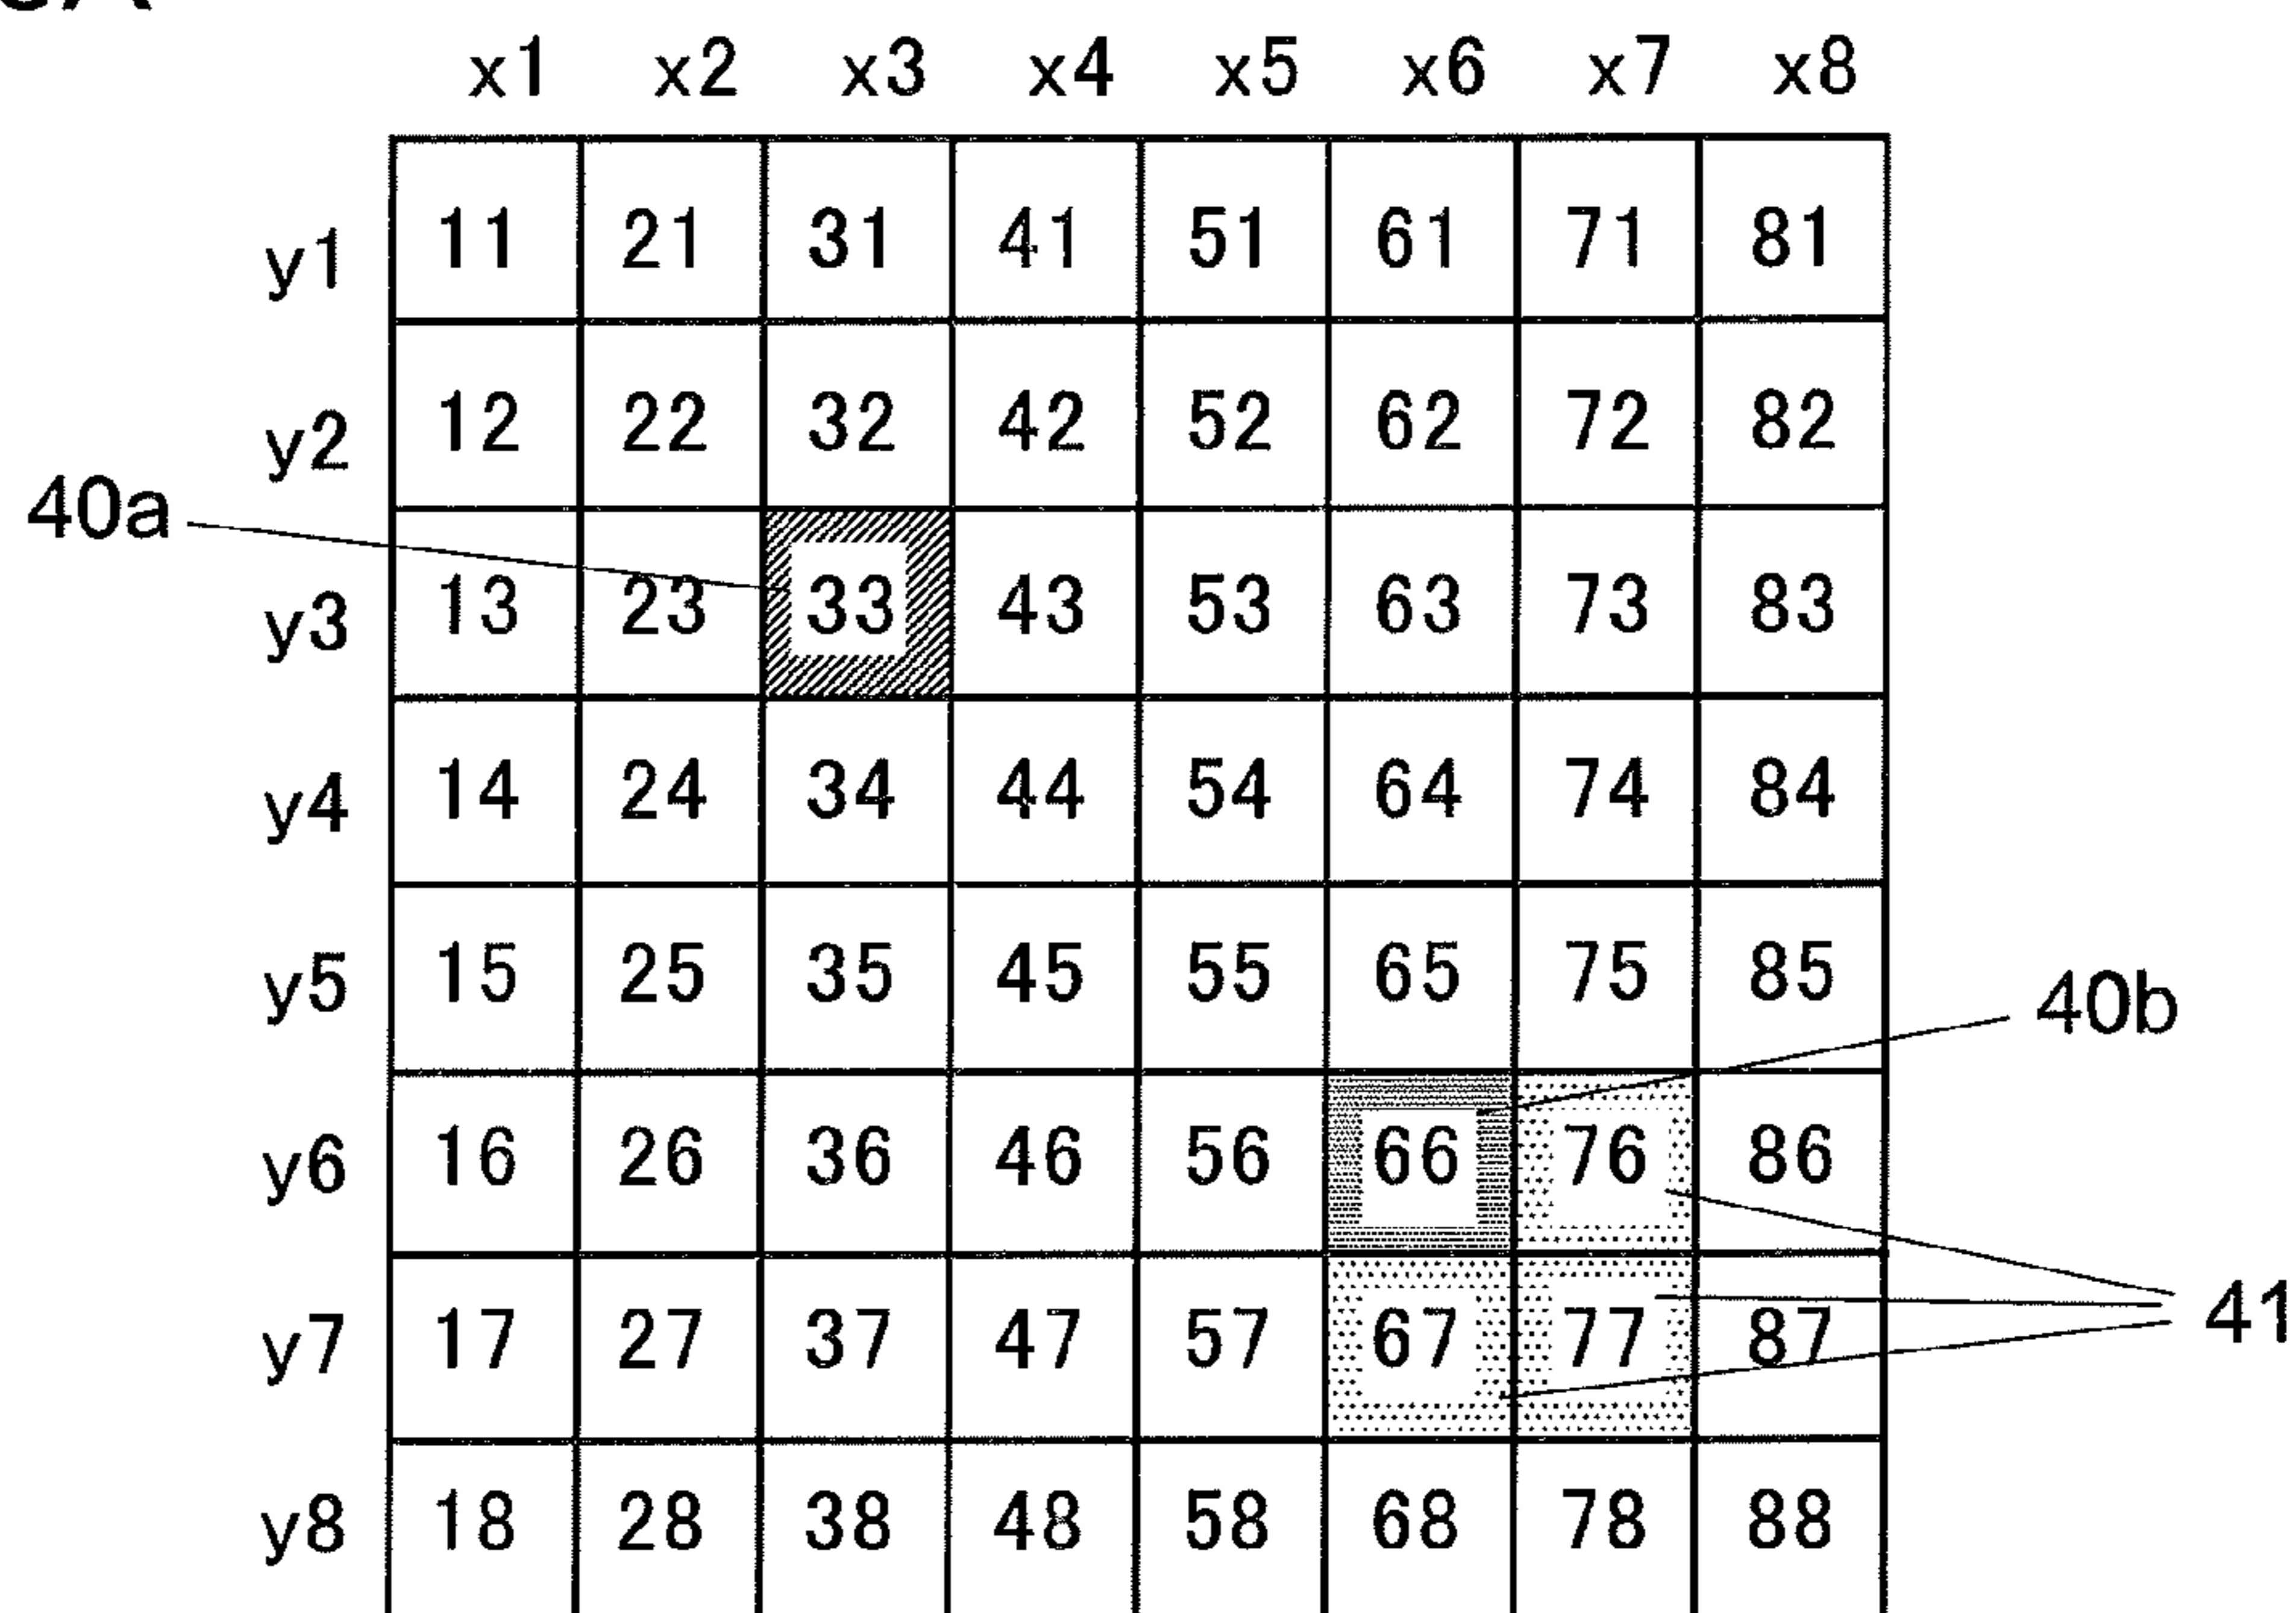 x1 x2 x3 x4 x5 x6 x7 x8
y1 11 21 31 41 51 61 71 81
y2 12 22 32 42 52 62 72 82
40a
y3 13 23 33 43 53 63 73 83
y4 14 24 34 44 54 64 74 84
y5 15 25 35 45 55 65 75 85
40b
y6 16 26 36 46 56 66 76 86
y7 17 27 37 47 57 67 77 87
41
y8 18 28 38 48 58 68 78 88